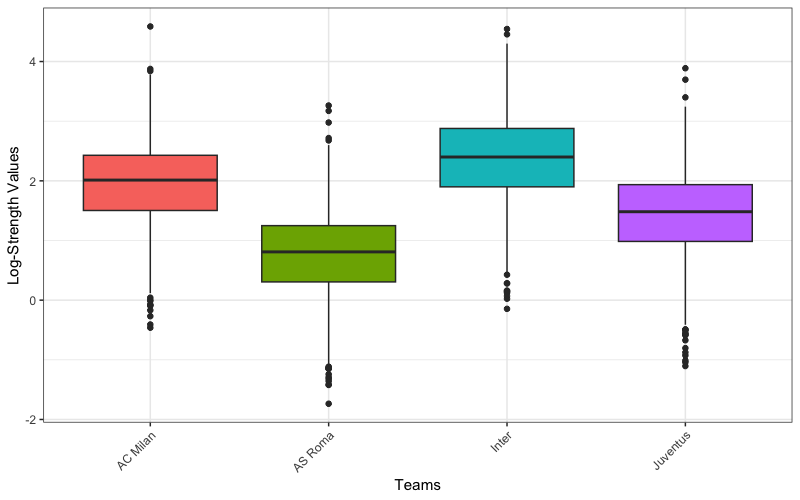 Log-Strength Values
4
2
0
-2
AC Milan
AS Roma
Inter
Juventus
Teams